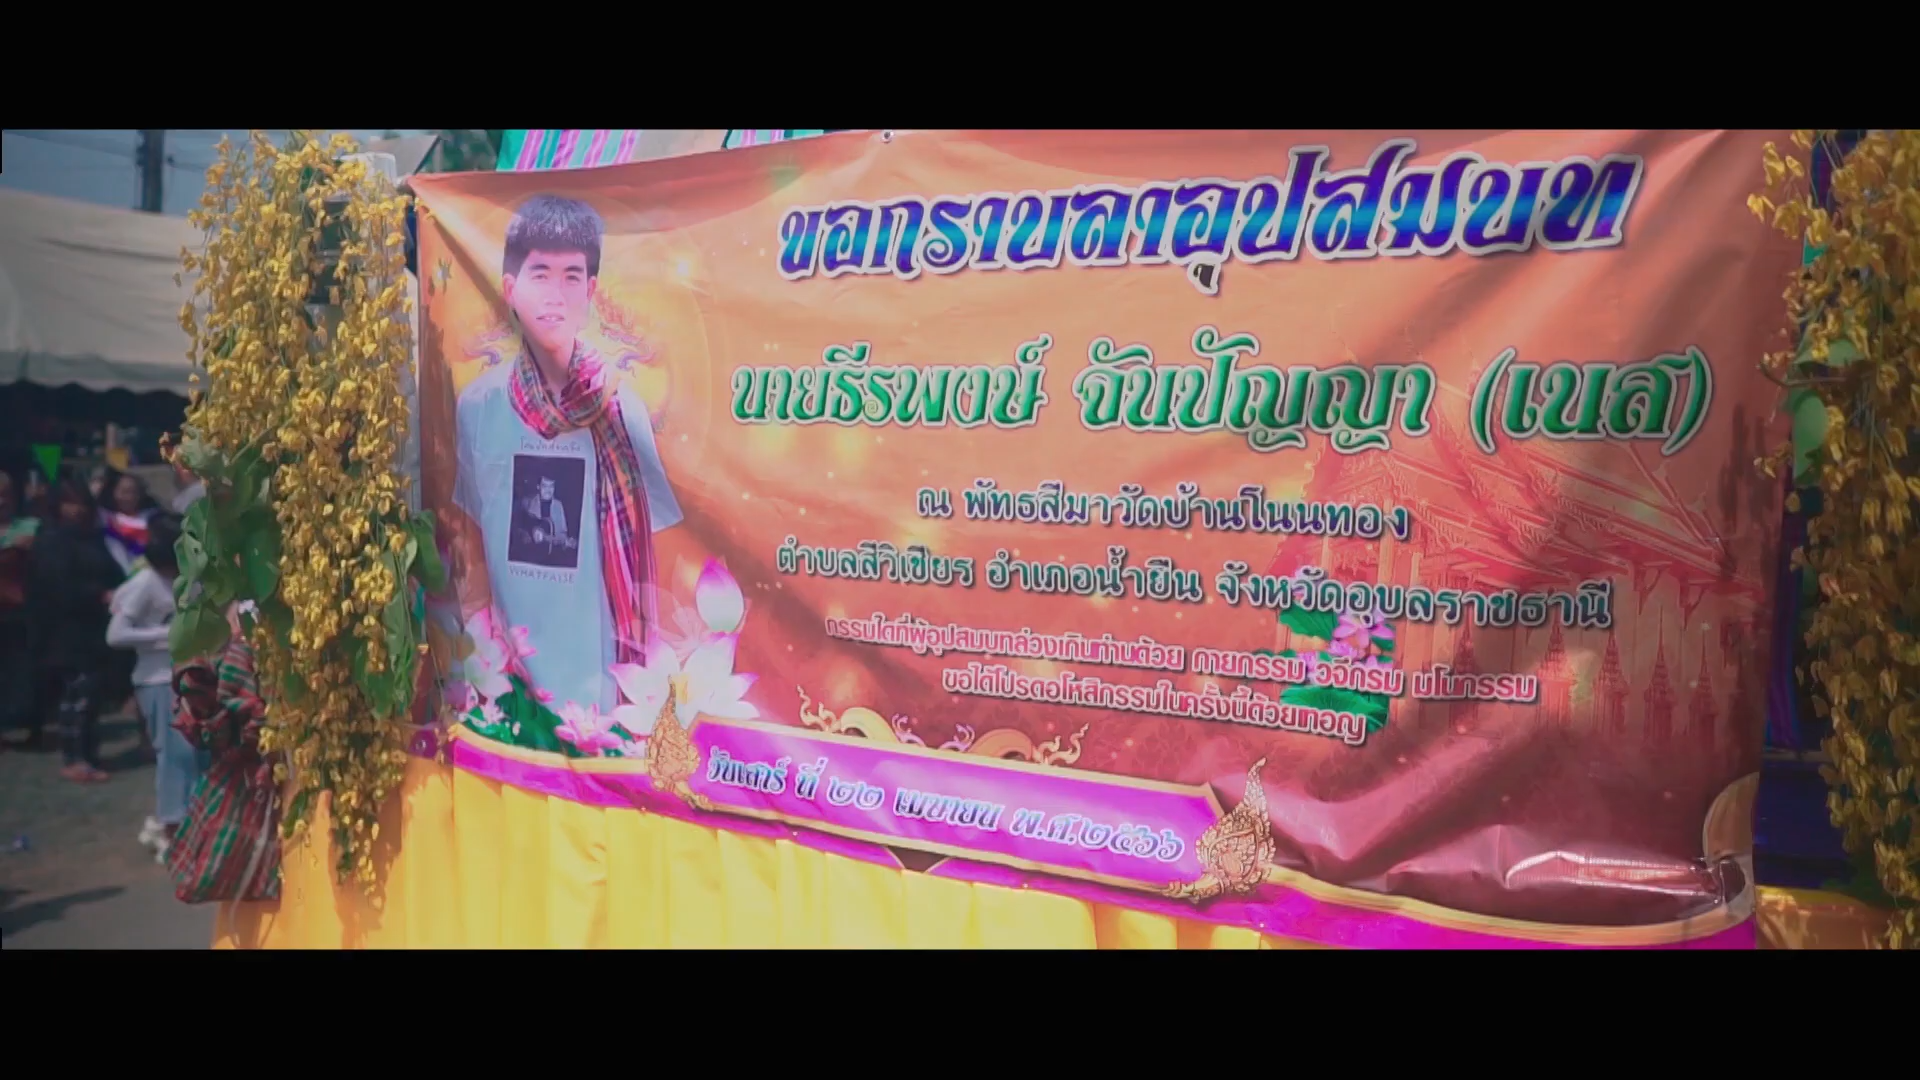 ขอกราบลาอุปสมบท
นายธีรพงษ์ จันปัญญา (เนส)
ณ พัทธสีมาวัดบ้านโนนทอง
ตำบลสีวิเชียร อำเภอน้ำยืน จังหวัดอุบลราชธานี
กรรมใดที่ผู้อุปสมบทล่วงเกินท่านด้วย กายกรรม วจีกรม มโนกรรม
ขอได้โปรดอโหสิกรรมในครั้งนี้ด้วยเทอญ
วันเสาร์ ที่ ๒๒ เมษายน พ.ศ.๒๕๖๖